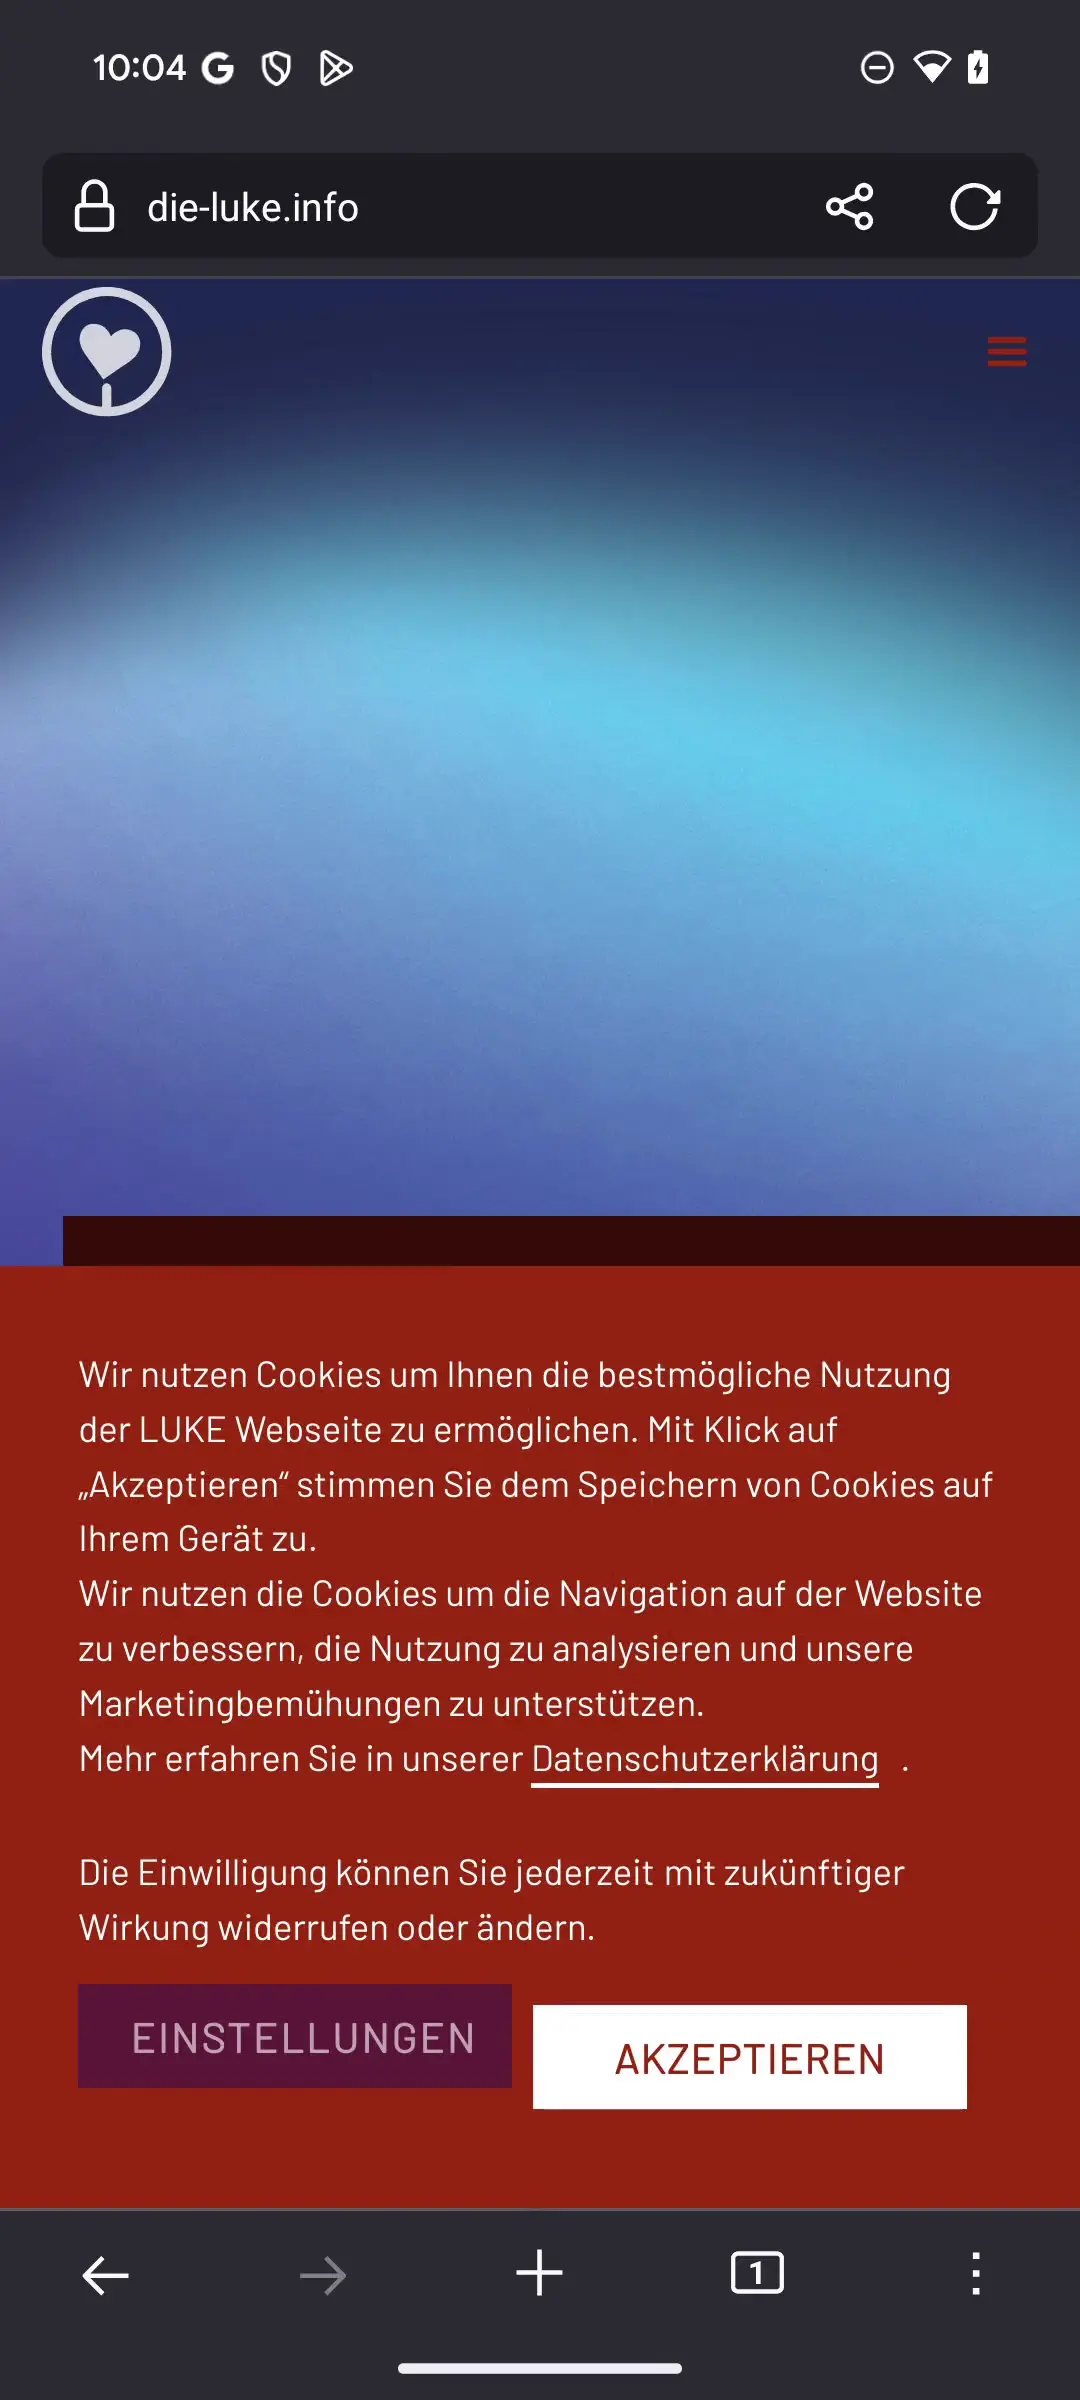 10:04
die-luke.info
Wir nutzen Cookies um Ihnen die bestmögliche Nutzung
der LUKE Webseite zu ermöglichen. Mit Klick auf
„Akzeptieren“ stimmen Sie dem Speichern von Cookies auf
Ihrem Gerät zu.
Wir nutzen die Cookies um die Navigation auf der Website
zu verbessern, die Nutzung zu analysieren und unsere
Marketingbemühungen zu unterstützen.
Mehr erfahren Sie in unserer Datenschutzerklärung .
Die Einwilligung können Sie jederzeit mit zukünftiger
Wirkung widerrufen oder ändern.
EINSTELLUNGEN
AKZEPTIEREN
1